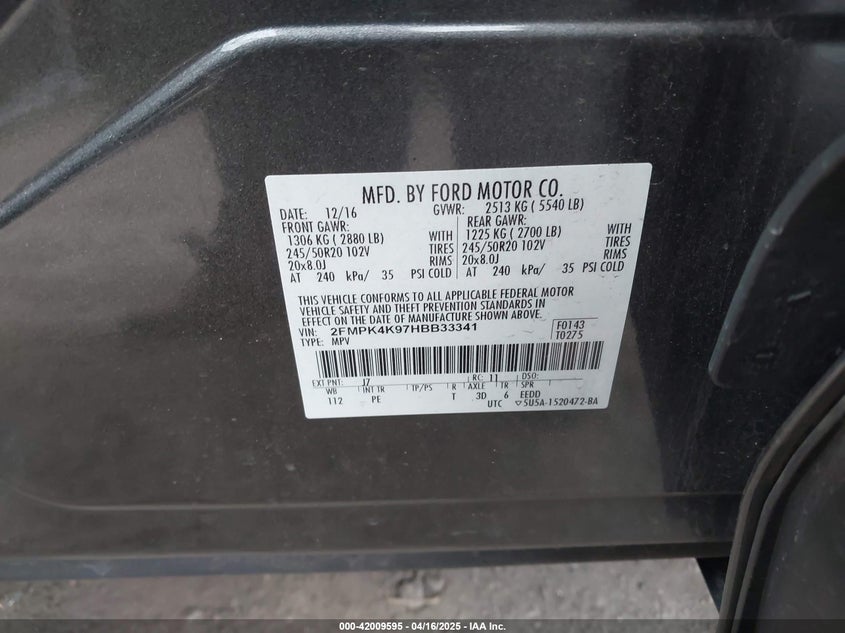 MFD. BY FORD MOTOR CO.
DATE: 12/16 GVWR: 2513 KG ( 5540 LB)
FRONT GAWR: REAR GAWR:
1306 KG ( 2880 LB) WITH 1225 KG ( 2700 LB) WITH
245/50R20 102V TIRES 245/50R20 102V TIRES
20x8.0J RIMS 20x8.0J RIMS
AT 240 kPa/ 35 PSI COLD AT 240 kPa/ 35 PSI COLD
THIS VEHICLE CONFORMS TO ALL APPLICABLE FEDERAL MOTOR
VEHICLE SAFETY AND THEFT PREVENTION STANDARDS IN
EFFECT ON THE DATE OF MANUFACTURE SHOWN ABOVE.
VIN: 2FMPK4K97HBB33341 F0143
TYPE: MPV T0275
EXT PNT: J7 RC: 11 DSO:
WB INT TR TP/PS R AXLE TR SPR
112 PE T 3D 6 EEDD
UTC ▽5U5A-1520472-BA
000-42009595 - 04/16/2025 - IAA Inc.